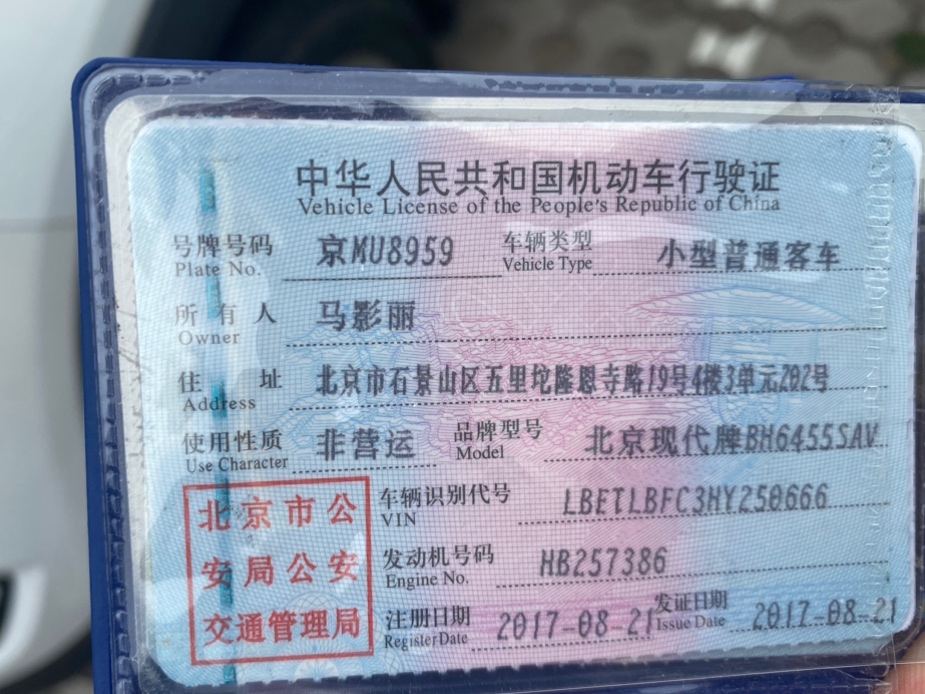 中华人民共和国机动车行驶证
Vehicle License of the People's Republic of China
号牌号码 京MU8959 车辆类型 小型普通客车
Plate No. Vehicle Type
所有人 马影丽
Owner
住址 北京市石景山区五里坨隆恩寺路19号4楼3单元202号
Address
使用性质 非营运 品牌型号 北京现代牌BH6455SAV
Use Character Model
北京市公 车辆识别代号 LBETLBFC3HY250666
VIN
安局公安 发动机号码 HB257386
Engine No.
交通管理局 注册日期 2017-08-21 发证日期 2017-08-21
Register Date Issue Date